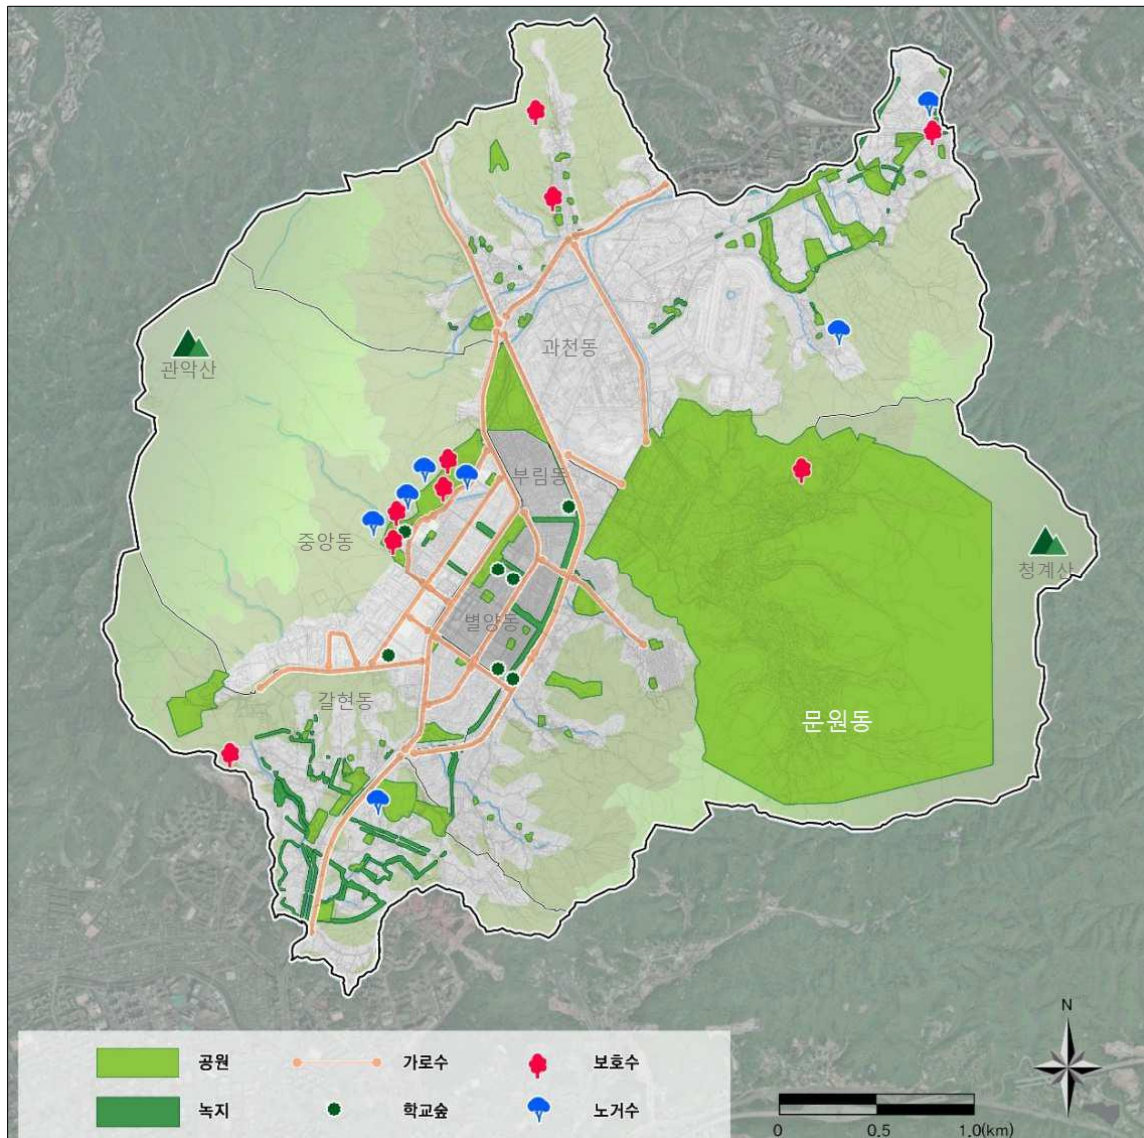 관악산
과천동
부림동
중앙동
청계산
별양동
갈현동
문원동
N
공원
가로수
보호수
녹지
학교숲
노거수
0
0.5
1.0(km)